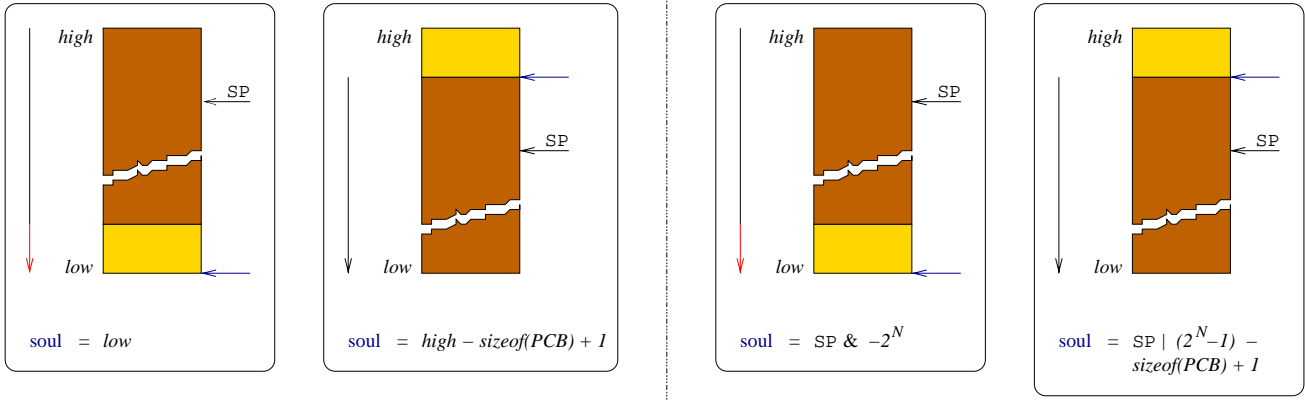 high
SP
low
soul = low
high
SP
low
soul = high − sizeof(PCB) + 1
high
SP
low
soul = SP & −2^N
high
SP
low
soul = SP | (2^N−1) −
sizeof(PCB) + 1